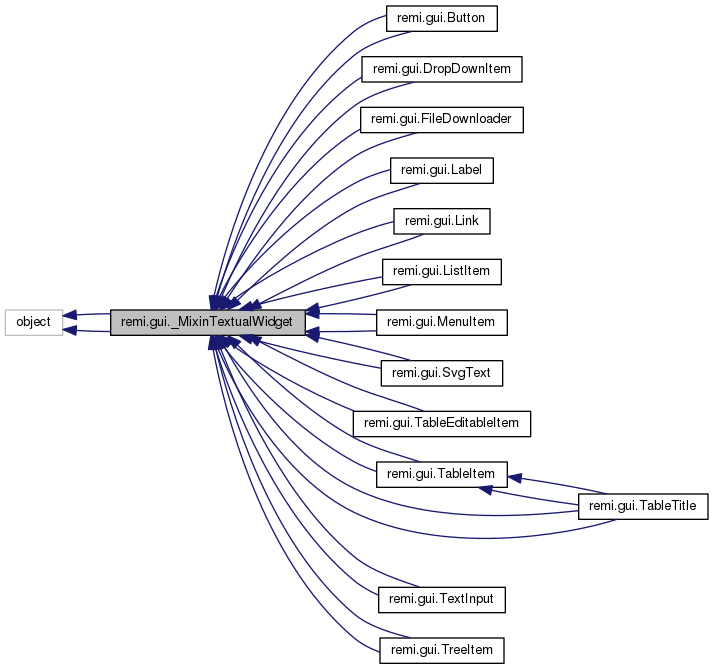 remi.gui.Button
remi.gui.DropDownItem
remi.gui.FileDownloader
remi.gui.Label
remi.gui.Link
remi.gui.ListItem
object
remi.gui._MixinTextualWidget
remi.gui.MenuItem
remi.gui.SvgText
remi.gui.TableEditableItem
remi.gui.TableItem
remi.gui.TableTitle
remi.gui.TextInput
remi.gui.TreeItem